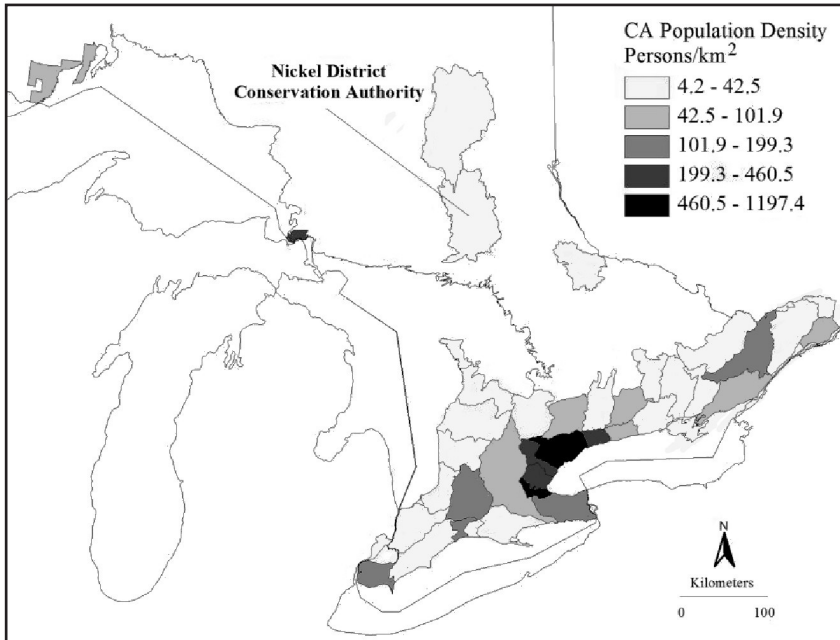 Nickel District
Conservation Authority
CA Population Density
Persons/km²
4.2 - 42.5
42.5 - 101.9
101.9 - 199.3
199.3 - 460.5
460.5 - 1197.4
N
Kilometers
0 100